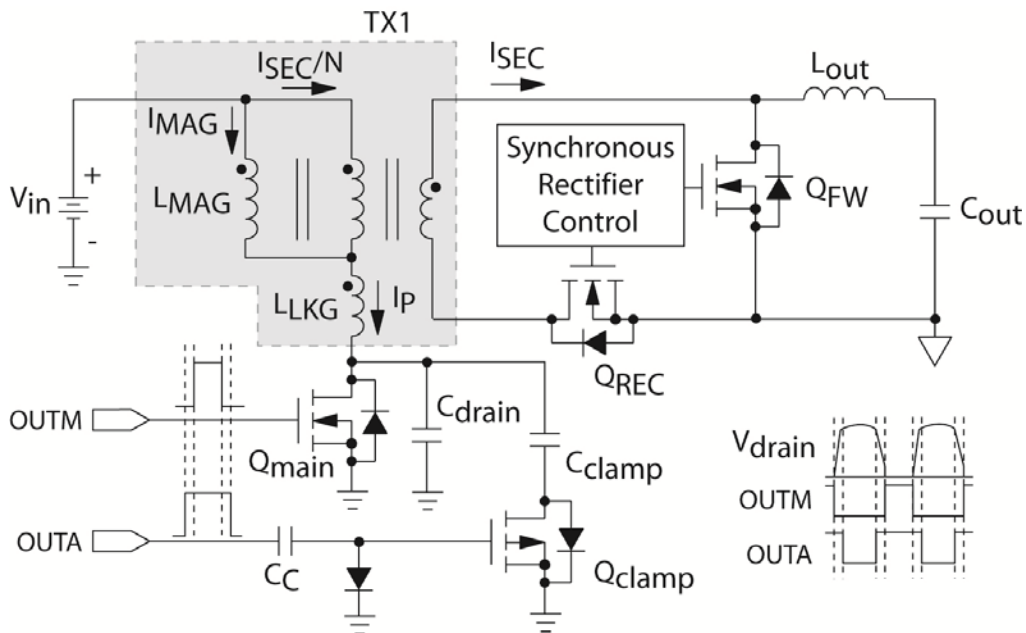 TX1
I_SEC/N
I_SEC
L_out
I_MAG
L_MAG
V_in
+
-
Synchronous
Rectifier
Control
Q_FW
C_out
L_LKG
I_P
Q_REC
OUTM
Q_main
C_drain
C_clamp
OUTA
C_C
Q_clamp
V_drain
OUTM
OUTA